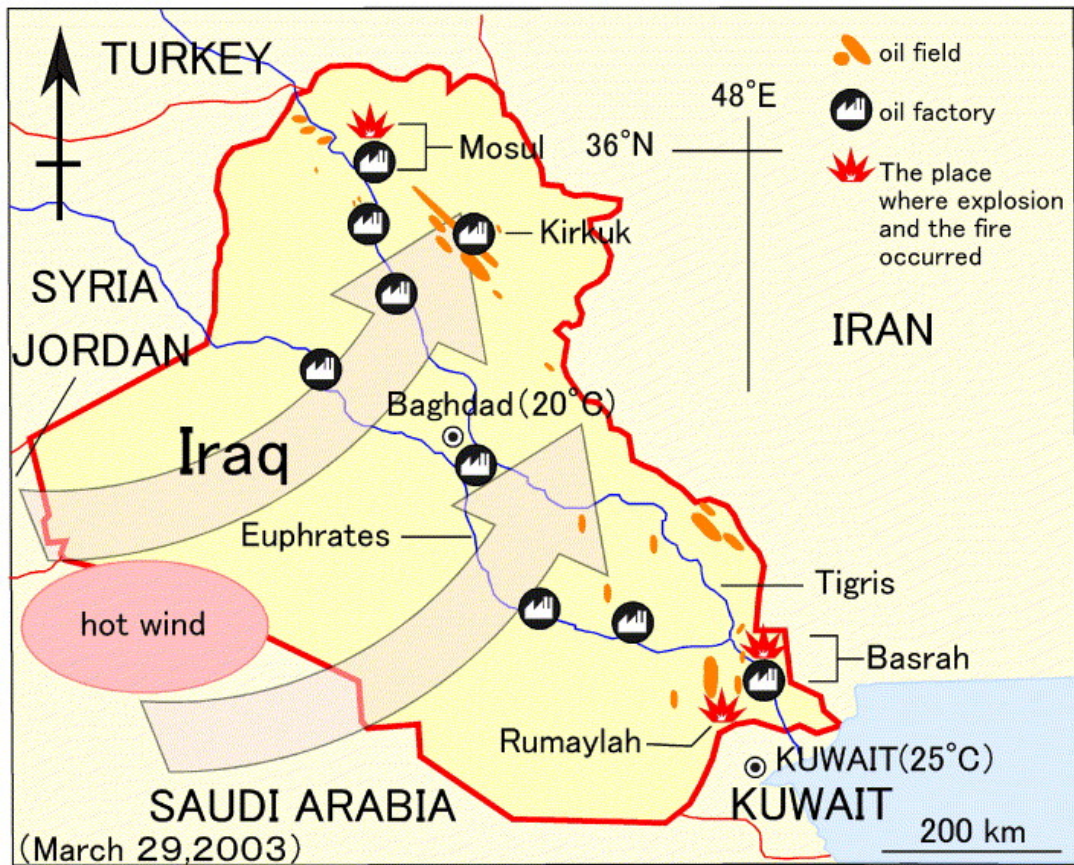 TURKEY
oil field
48°E
oil factory
36°N
Mosul
The place
where explosion
and the fire
occurred
Kirkuk
SYRIA
IRAN
JORDAN
Baghdad(20°C)
Iraq
Euphrates
Tigris
hot wind
Basrah
Rumaylah
KUWAIT(25°C)
SAUDI ARABIA
KUWAIT
200 km
(March 29,2003)